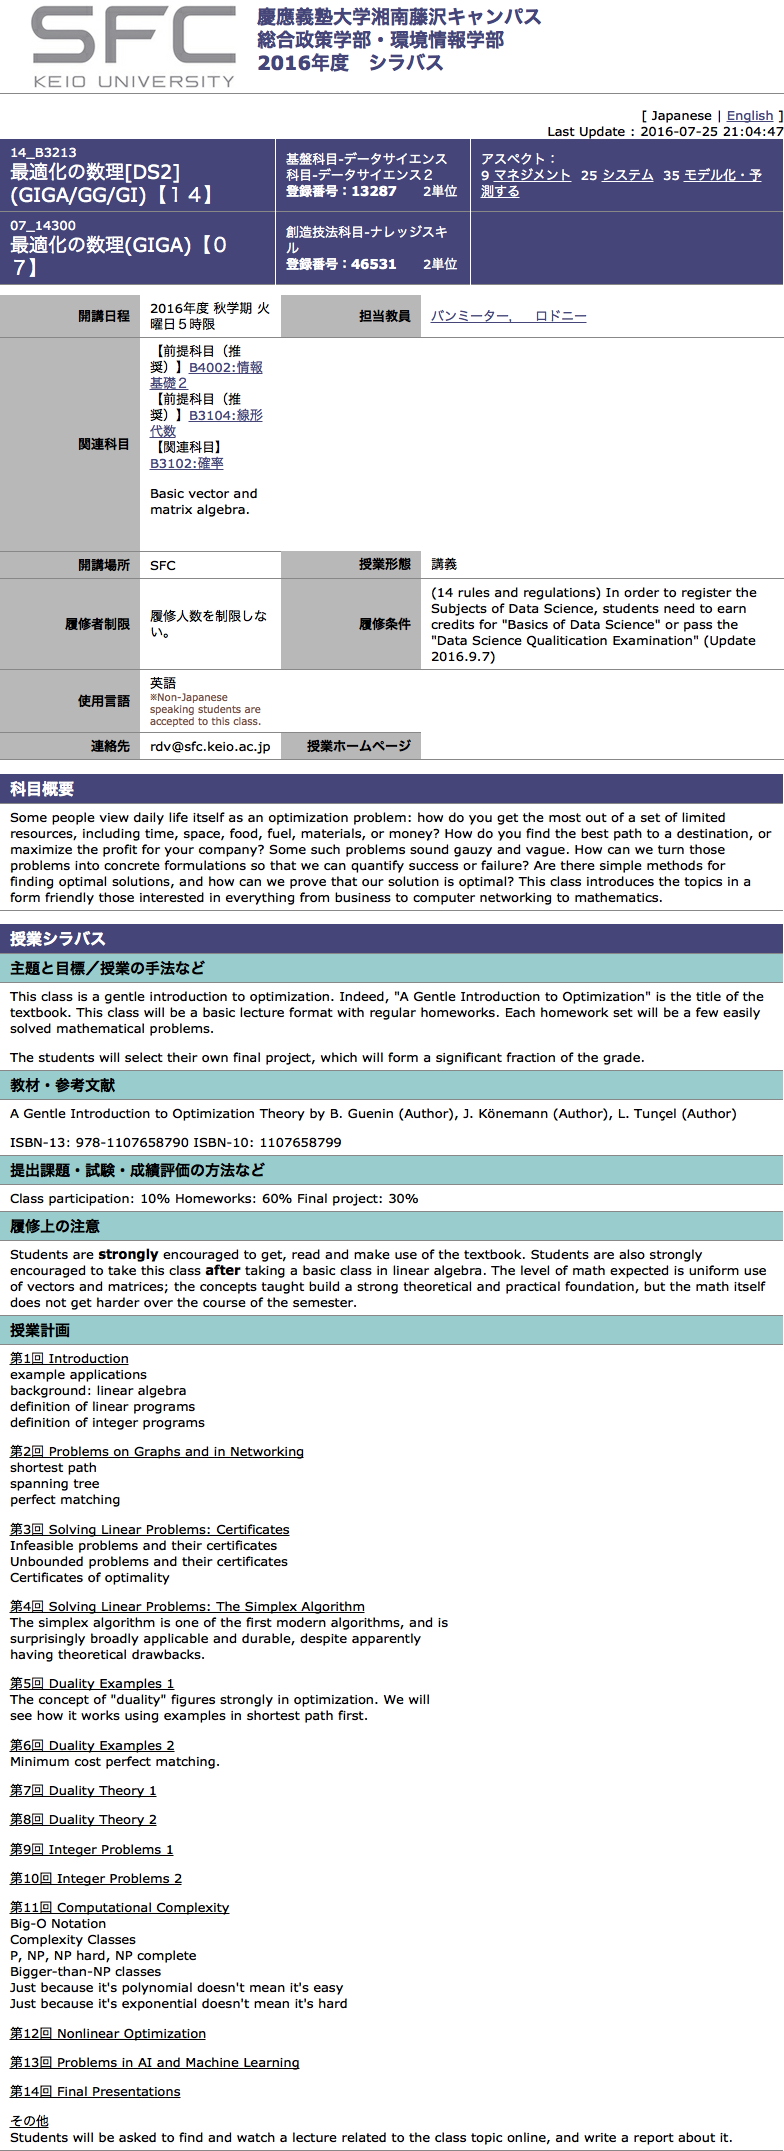 SFC
KEIO UNIVERSITY
慶應義塾大学湘南藤沢キャンパス
総合政策学部・環境情報学部
2016年度　シラバス
[ Japanese | English ]
Last Update : 2016-07-25 21:04:47
14_B3213
最適化の数理[DS2]
(GIGA/GG/GI)【１４】
基盤科目-データサイエンス
科目-データサイエンス２
登録番号：13287　　2単位
アスペクト：
9 マネジメント  25 システム  35 モデル化・予
測する
07_14300
最適化の数理(GIGA)【０
７】
創造技法科目-ナレッジスキ
ル
登録番号：46531　　2単位
開講日程
2016年度 秋学期 火
曜日５時限
担当教員
バンミーター,　　ロドニー
関連科目
【前提科目（推
奨）】B4002:情報
基礎２
【前提科目（推
奨）】B3104:線形
代数
【関連科目】
B3102:確率
Basic vector and
matrix algebra.
開講場所
SFC
授業形態
講義
履修者制限
履修人数を制限しな
い。
履修条件
(14 rules and regulations) In order to register the
Subjects of Data Science, students need to earn
credits for "Basics of Data Science" or pass the
"Data Science Qualitication Examination" (Update
2016.9.7)
使用言語
英語
※Non-Japanese
speaking students are
accepted to this class.
連絡先
rdv@sfc.keio.ac.jp
授業ホームページ
科目概要
Some people view daily life itself as an optimization problem: how do you get the most out of a set of limited
resources, including time, space, food, fuel, materials, or money? How do you find the best path to a destination, or
maximize the profit for your company? Some such problems sound gauzy and vague. How can we turn those
problems into concrete formulations so that we can quantify success or failure? Are there simple methods for
finding optimal solutions, and how can we prove that our solution is optimal? This class introduces the topics in a
form friendly those interested in everything from business to computer networking to mathematics.
授業シラバス
主題と目標／授業の手法など
This class is a gentle introduction to optimization. Indeed, "A Gentle Introduction to Optimization" is the title of the
textbook. This class will be a basic lecture format with regular homeworks. Each homework set will be a few easily
solved mathematical problems.
The students will select their own final project, which will form a significant fraction of the grade.
教材・参考文献
A Gentle Introduction to Optimization Theory by B. Guenin (Author), J. Könemann (Author), L. Tunçel (Author)
ISBN-13: 978-1107658790 ISBN-10: 1107658799
提出課題・試験・成績評価の方法など
Class participation: 10% Homeworks: 60% Final project: 30%
履修上の注意
Students are strongly encouraged to get, read and make use of the textbook. Students are also strongly
encouraged to take this class after taking a basic class in linear algebra. The level of math expected is uniform use
of vectors and matrices; the concepts taught build a strong theoretical and practical foundation, but the math itself
does not get harder over the course of the semester.
授業計画
第1回 Introduction
example applications
background: linear algebra
definition of linear programs
definition of integer programs
第2回 Problems on Graphs and in Networking
shortest path
spanning tree
perfect matching
第3回 Solving Linear Problems: Certificates
Infeasible problems and their certificates
Unbounded problems and their certificates
Certificates of optimality
第4回 Solving Linear Problems: The Simplex Algorithm
The simplex algorithm is one of the first modern algorithms, and is
surprisingly broadly applicable and durable, despite apparently
having theoretical drawbacks.
第5回 Duality Examples 1
The concept of "duality" figures strongly in optimization. We will
see how it works using examples in shortest path first.
第6回 Duality Examples 2
Minimum cost perfect matching.
第7回 Duality Theory 1
第8回 Duality Theory 2
第9回 Integer Problems 1
第10回 Integer Problems 2
第11回 Computational Complexity
Big-O Notation
Complexity Classes
P, NP, NP hard, NP complete
Bigger-than-NP classes
Just because it's polynomial doesn't mean it's easy
Just because it's exponential doesn't mean it's hard
第12回 Nonlinear Optimization
第13回 Problems in AI and Machine Learning
第14回 Final Presentations
その他
Students will be asked to find and watch a lecture related to the class topic online, and write a report about it.